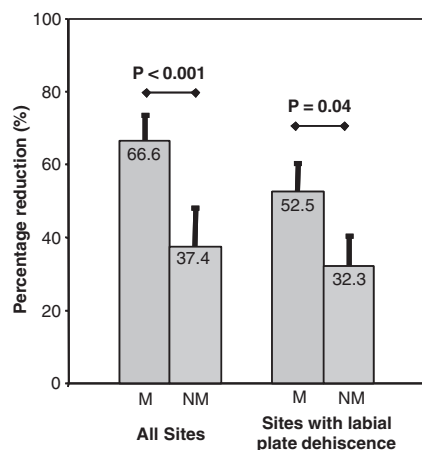 100
80
60
40
20
0
Percentage reduction (%)
P < 0.001
P = 0.04
66.6
37.4
52.5
32.3
M NM M NM
All Sites
Sites with labial
plate dehiscence